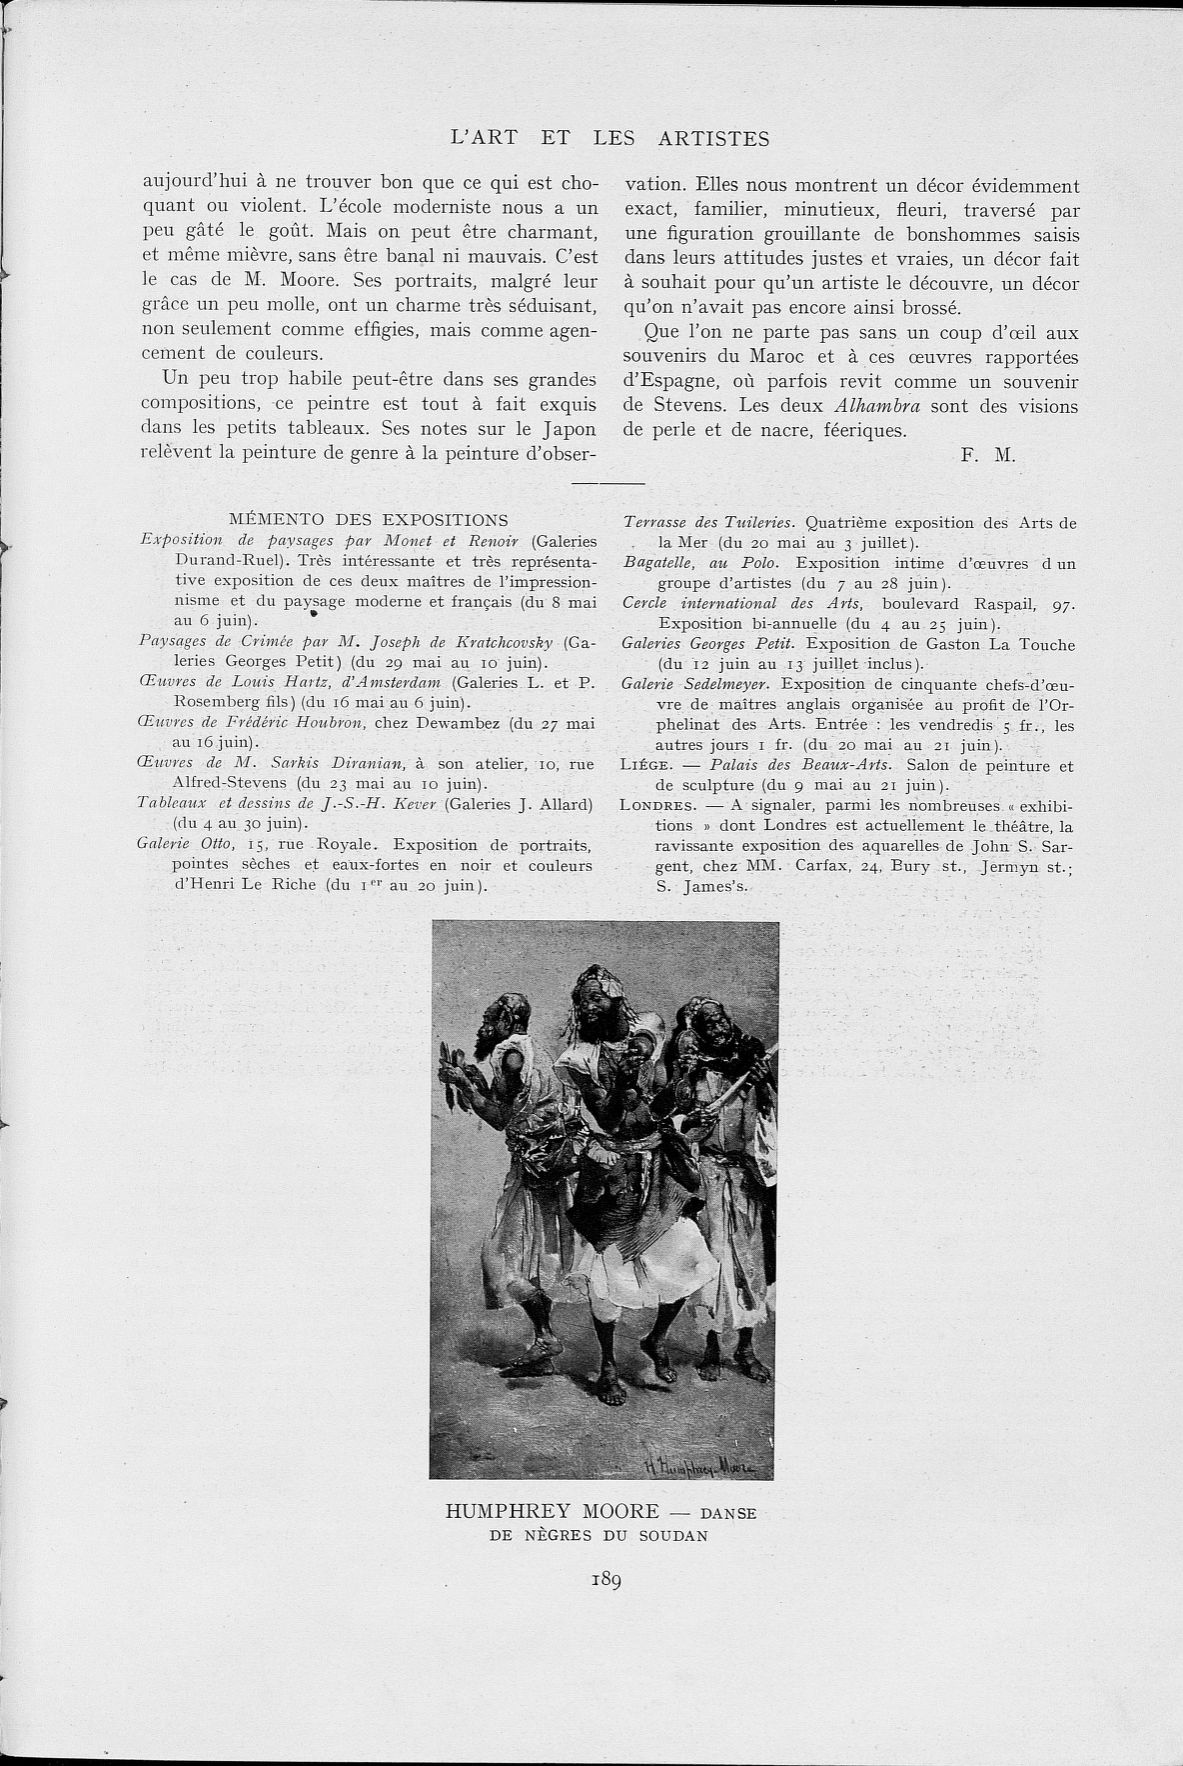 L'ART ET LES ARTISTES
aujourd'hui à ne trouver bon que ce qui est cho-
quant ou violent. L'école moderniste nous a un
peu gâté le goût. Mais on peut être charmant,
et même mièvre, sans être banal ni mauvais. C'est
le cas de M. Moore. Ses portraits, malgré leur
grâce un peu molle, ont un charme très séduisant,
non seulement comme effigies, mais comme agen-
cement de couleurs.
Un peu trop habile peut-être dans ses grandes
compositions, ce peintre est tout à fait exquis
dans les petits tableaux. Ses notes sur le Japon
relèvent la peinture de genre à la peinture d'obser-
vation. Elles nous montrent un décor évidemment
exact, familier, minutieux, fleuri, traversé par
une figuration grouillante de bonshommes saisis
dans leurs attitudes justes et vraies, un décor fait
à souhait pour qu'un artiste le découvre, un décor
qu'on n'avait pas encore ainsi brossé.
Que l'on ne parte pas sans un coup d'œil aux
souvenirs du Maroc et à ces œuvres rapportées
d'Espagne, où parfois revit comme un souvenir
de Stevens. Les deux Alhambra sont des visions
de perle et de nacre, féeriques.
F. M.
MÉMENTO DES EXPOSITIONS
Exposition de paysages par Monet et Renoir (Galeries
Durand-Ruel). Très intéressante et très représenta-
tive exposition de ces deux maîtres de l'impression-
nisme et du paysage moderne et français (du 8 mai
au 6 juin).
Paysages de Crimée par M. Joseph de Kratchcovsky (Ga-
leries Georges Petit) (du 29 mai au 10 juin).
Œuvres de Louis Hartz, d'Amsterdam (Galeries L. et P.
Rosemberg fils) (du 16 mai au 6 juin).
Œuvres de Frédéric Houbron, chez Dewambez (du 27 mai
au 16 juin).
Œuvres de M. Sarkis Diranian, à son atelier, 10, rue
Alfred-Stevens (du 23 mai au 10 juin).
Tableaux et dessins de J.-S.-H. Kever (Galeries J. Allard)
(du 4 au 30 juin).
Galerie Otto, 15, rue Royale. Exposition de portraits,
pointes sèches et eaux-fortes en noir et couleurs
d'Henri Le Riche (du 1er au 20 juin).
Terrasse des Tuileries. Quatrième exposition des Arts de
la Mer (du 20 mai au 3 juillet).
Bagatelle, au Polo. Exposition intime d'œuvres d un
groupe d'artistes (du 7 au 28 juin).
Cercle international des Arts, boulevard Raspail, 97.
Exposition bi-annuelle (du 4 au 25 juin).
Galeries Georges Petit. Exposition de Gaston La Touche
(du 12 juin au 13 juillet inclus).
Galerie Sedelmeyer. Exposition de cinquante chefs-d'œu-
vre de maîtres anglais organisée au profit de l'Or-
phelinat des Arts. Entrée : les vendredis 5 fr., les
autres jours 1 fr. (du 20 mai au 21 juin).
LIÉGE. — Palais des Beaux-Arts. Salon de peinture et
de sculpture (du 9 mai au 21 juin).
LONDRES. — A signaler, parmi les nombreuses « exhibi-
tions » dont Londres est actuellement le théâtre, la
ravissante exposition des aquarelles de John S. Sar-
gent, chez MM. Carfax, 24, Bury st., Jermyn st.;
S. James's.
H. Humphrey-Moore
HUMPHREY MOORE — DANSE
DE NÈGRES DU SOUDAN
189